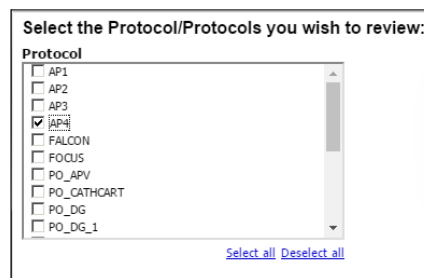 Select the Protocol/Protocols you wish to review:
Protocol
AP1
AP2
AP3
AP4
FALCON
FOCUS
PO_APV
PO_CATHCART
PO_DG
PO_DG_1
Select all Deselect all